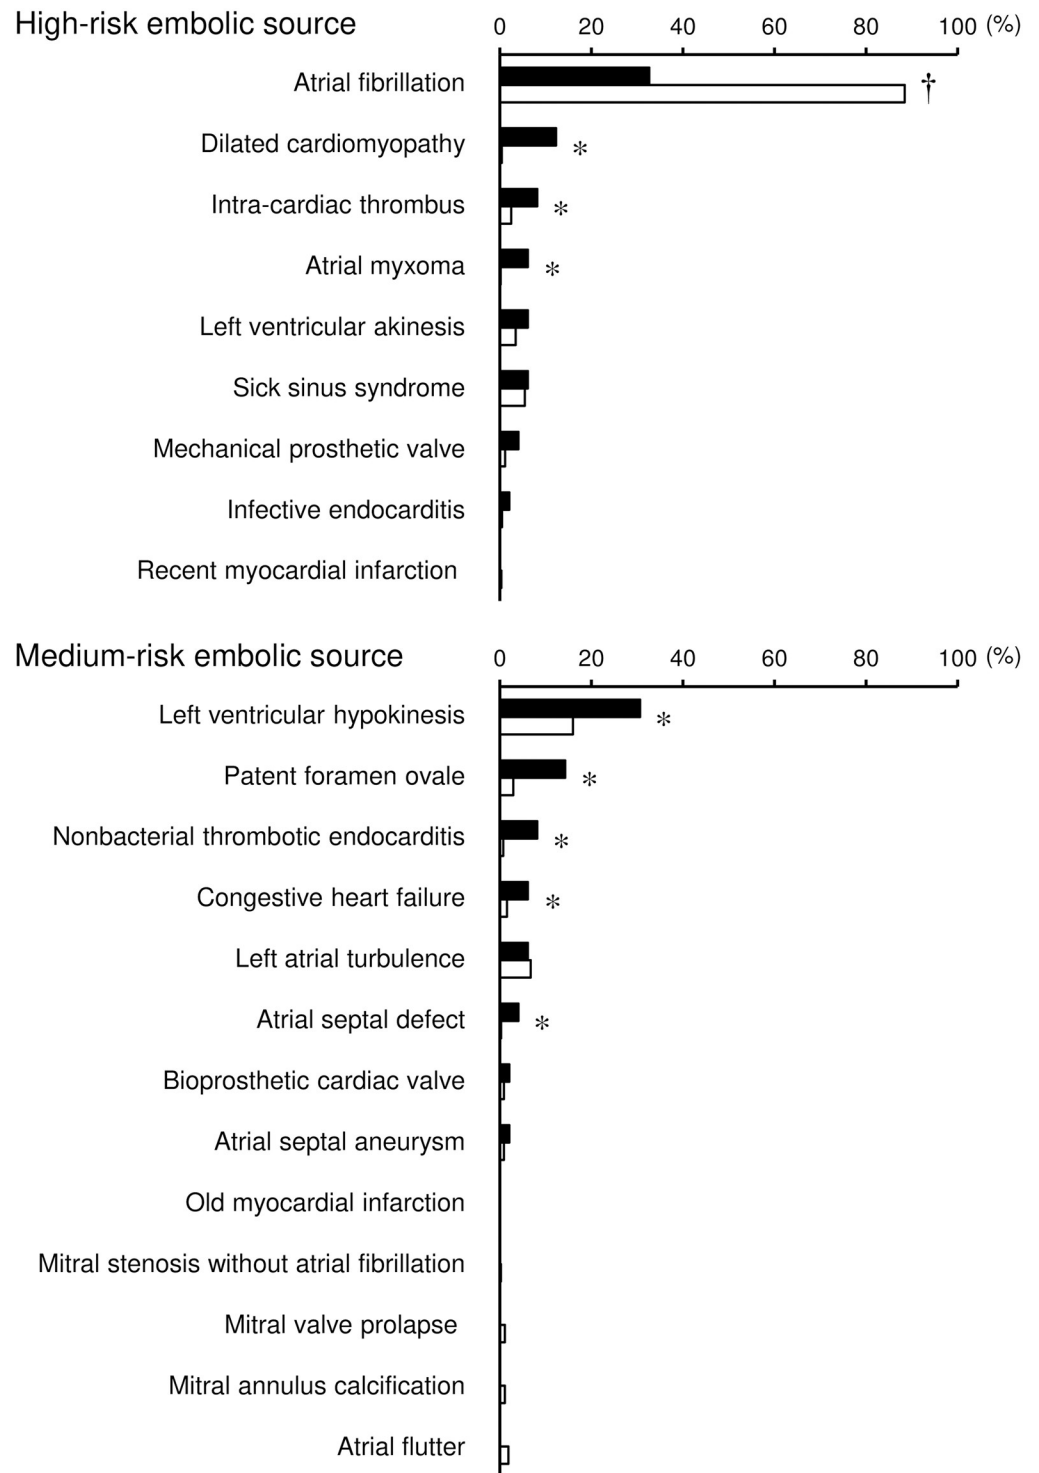 High-risk embolic source 0 20 40 60 80 100 (%)
Atrial fibrillation †
Dilated cardiomyopathy *
Intra-cardiac thrombus *
Atrial myxoma *
Left ventricular akinesis
Sick sinus syndrome
Mechanical prosthetic valve
Infective endocarditis
Recent myocardial infarction
Medium-risk embolic source 0 20 40 60 80 100 (%)
Left ventricular hypokinesis *
Patent foramen ovale *
Nonbacterial thrombotic endocarditis *
Congestive heart failure *
Left atrial turbulence
Atrial septal defect *
Bioprosthetic cardiac valve
Atrial septal aneurysm
Old myocardial infarction
Mitral stenosis without atrial fibrillation
Mitral valve prolapse
Mitral annulus calcification
Atrial flutter